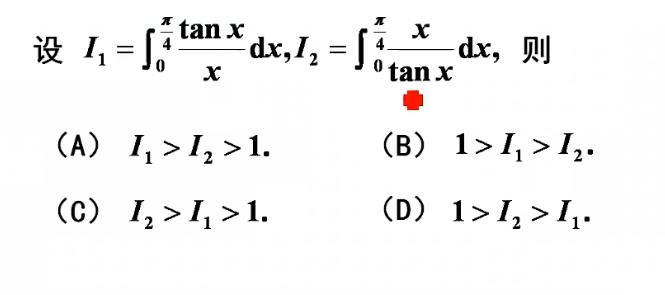 设 I₁ = ∫₀^{π/4} tan x / x dx, I₂ = ∫₀^{π/4} x / tan x dx, 则
(A) I₁ > I₂ > 1. (B) 1 > I₁ > I₂.
(C) I₂ > I₁ > 1. (D) 1 > I₂ > I₁.